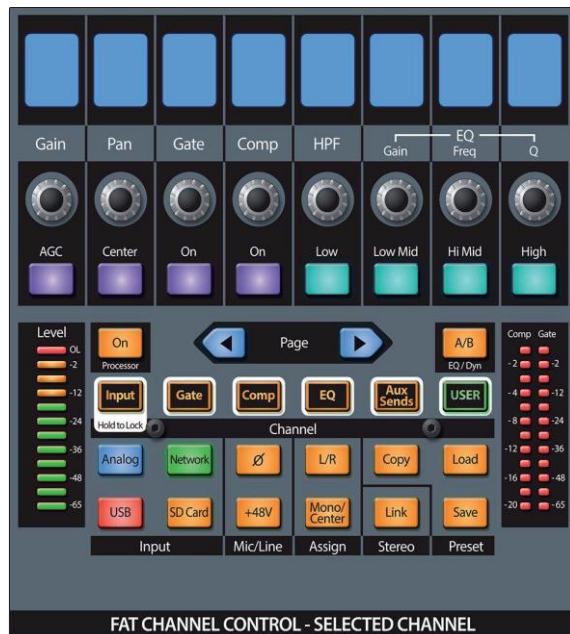 Gain Pan Gate Comp HPF EQ
Gain Freq Q
AGC Center On On Low Low Mid Hi Mid High
Level
OL
-2
-12
-24
-36
-48
-65
On
Processor
Page
A/B
EQ/Dyn
Comp Gate
-2 -2
-4 -12
-8 -24
-12 -36
-16 -48
-20 -65
Input Gate Comp EQ Aux Sends USER
Hold to Lock
Channel
Analog Network Ø L/R Copy Load
USB SD Card +48V Mono/Center Link Save
Input Mic/Line Assign Stereo Preset
FAT CHANNEL CONTROL - SELECTED CHANNEL